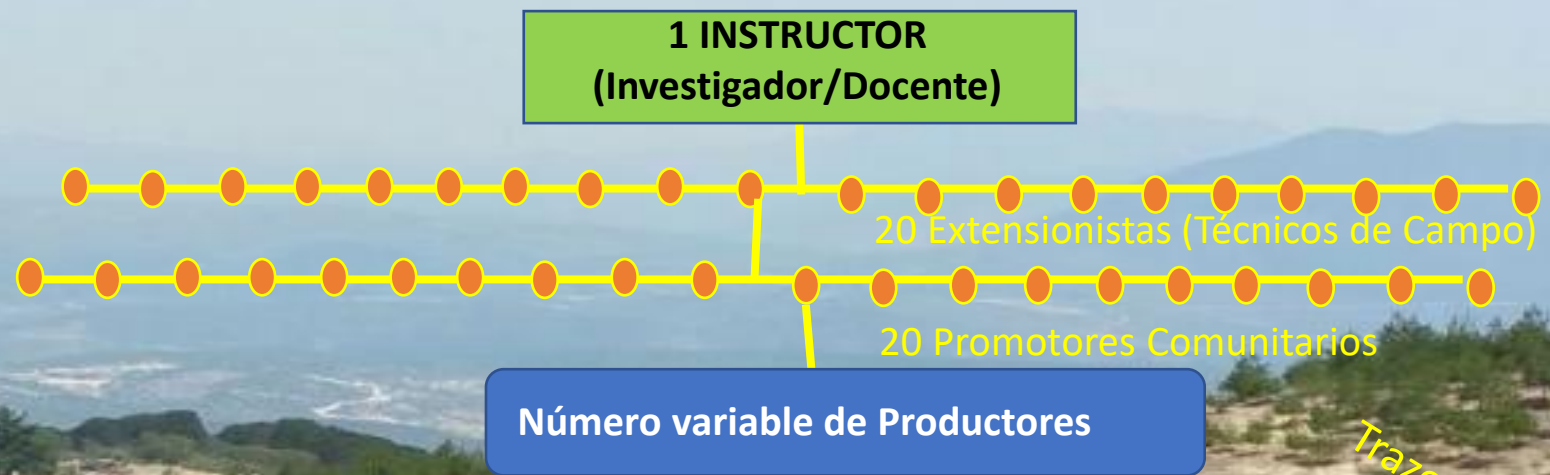 1 INSTRUCTOR
(Investigador/Docente)
20 Extensionistas (Técnicos de Campo)
20 Promotores Comunitarios
Número variable de Productores